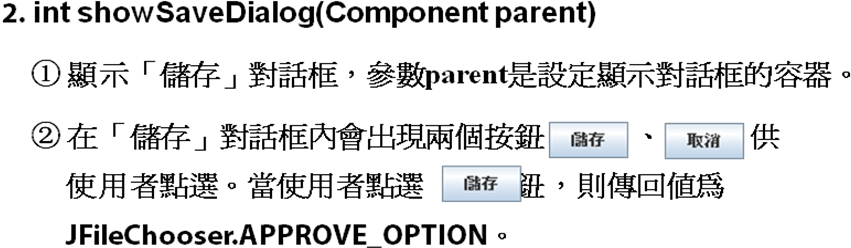 2. int showSaveDialog(Component parent)
① 顯示「儲存」對話框，參數parent是設定顯示對話框的容器。
② 在「儲存」對話框內會出現兩個按鈕 儲存 、 取消 供
使用者點選。當使用者點選 儲存 鈕，則傳回值為
JFileChooser.APPROVE_OPTION。